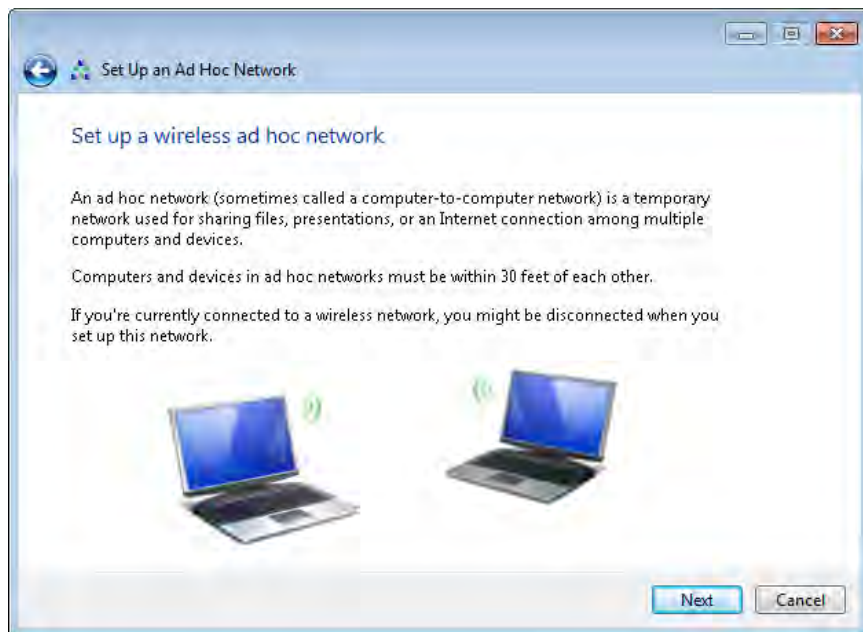 Set Up an Ad Hoc Network
Set up a wireless ad hoc network
An ad hoc network (sometimes called a computer-to-computer network) is a temporary
network used for sharing files, presentations, or an Internet connection among multiple
computers and devices.
Computers and devices in ad hoc networks must be within 30 feet of each other.
If you're currently connected to a wireless network, you might be disconnected when you
set up this network.
Next Cancel